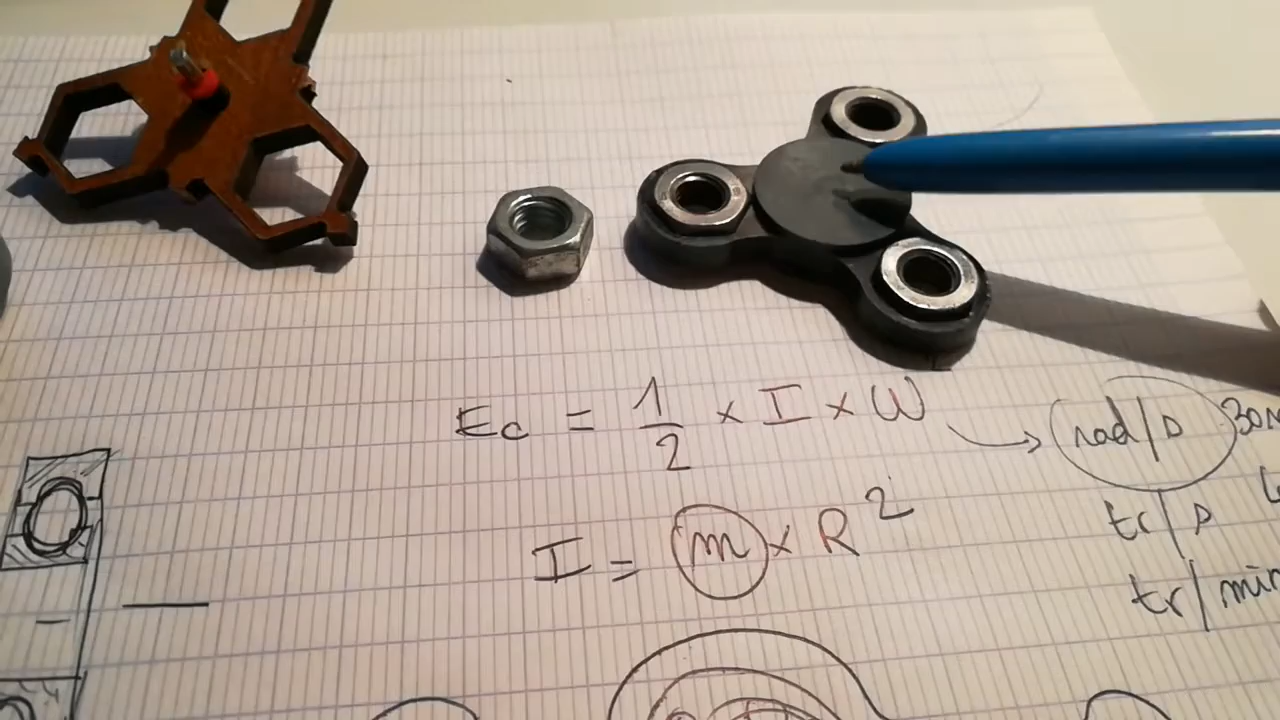 Ec = 1/2 × I × W → rad/s
I = m × R²
tr/s
tr/min